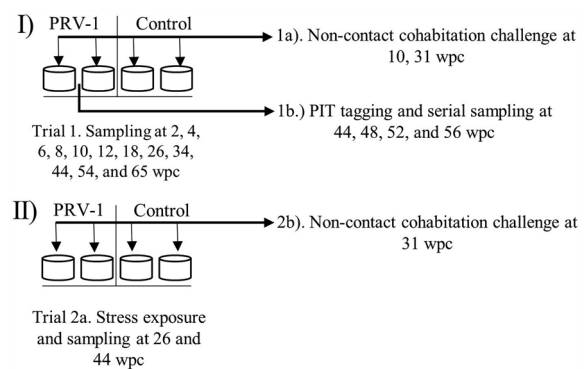 I)
PRV-1 Control
1a). Non-contact cohabitation challenge at
10, 31 wpc
1b.) PIT tagging and serial sampling at
44, 48, 52, and 56 wpc
Trial 1. Sampling at 2, 4,
6, 8, 10, 12, 18, 26, 34,
44, 54, and 65 wpc
II)
PRV-1 Control
2b). Non-contact cohabitation challenge at
31 wpc
Trial 2a. Stress exposure
and sampling at 26 and
44 wpc